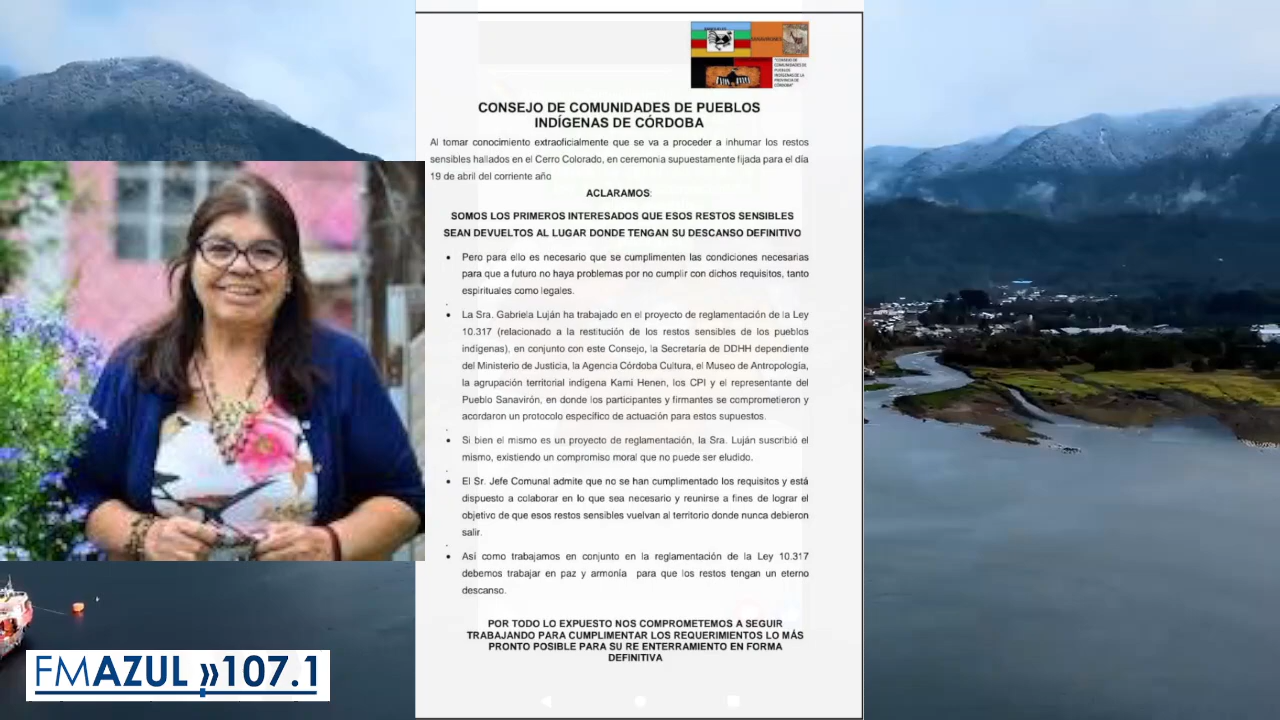 "CONSEJO DE
COMUNIDADES DE
PUEBLOS
INDÍGENAS DE LA
PROVINCIA DE
CÓRDOBA"
CONSEJO DE COMUNIDADES DE PUEBLOS
INDÍGENAS DE CÓRDOBA
Al tomar conocimiento extraoficialmente que se va a proceder a inhumar los restos
sensibles hallados en el Cerro Colorado, en ceremonia supuestamente fijada para el día
19 de abril del corriente año
ACLARAMOS:
SOMOS LOS PRIMEROS INTERESADOS QUE ESOS RESTOS SENSIBLES
SEAN DEVUELTOS AL LUGAR DONDE TENGAN SU DESCANSO DEFINITIVO
• Pero para ello es necesario que se cumplimenten las condiciones necesarias
para que a futuro no haya problemas por no cumplir con dichos requisitos, tanto
espirituales como legales.
• La Sra. Gabriela Luján ha trabajado en el proyecto de reglamentación de la Ley
10.317 (relacionado a la restitución de los restos sensibles de los pueblos
indígenas), en conjunto con este Consejo, la Secretaría de DDHH dependiente
del Ministerio de Justicia, la Agencia Córdoba Cultura, el Museo de Antropología,
la agrupación territorial indígena Kami Henen, los CPI y el representante del
Pueblo Sanavirón, en donde los participantes y firmantes se comprometieron y
acordaron un protocolo específico de actuación para estos supuestos.
• Si bien el mismo es un proyecto de reglamentación, la Sra. Luján suscribió el
mismo, existiendo un compromiso moral que no puede ser eludido.
• El Sr. Jefe Comunal admite que no se han cumplimentado los requisitos y está
dispuesto a colaborar en lo que sea necesario y reunirse a fines de lograr el
objetivo de que esos restos sensibles vuelvan al territorio donde nunca debieron
salir.
• Así como trabajamos en conjunto en la reglamentación de la Ley 10.317
debemos trabajar en paz y armonía para que los restos tengan un eterno
descanso.
POR TODO LO EXPUESTO NOS COMPROMETEMOS A SEGUIR
TRABAJANDO PARA CUMPLIMENTAR LOS REQUERIMIENTOS LO MÁS
PRONTO POSIBLE PARA SU RE ENTERRAMIENTO EN FORMA
DEFINITIVA
FMAZUL »107.1